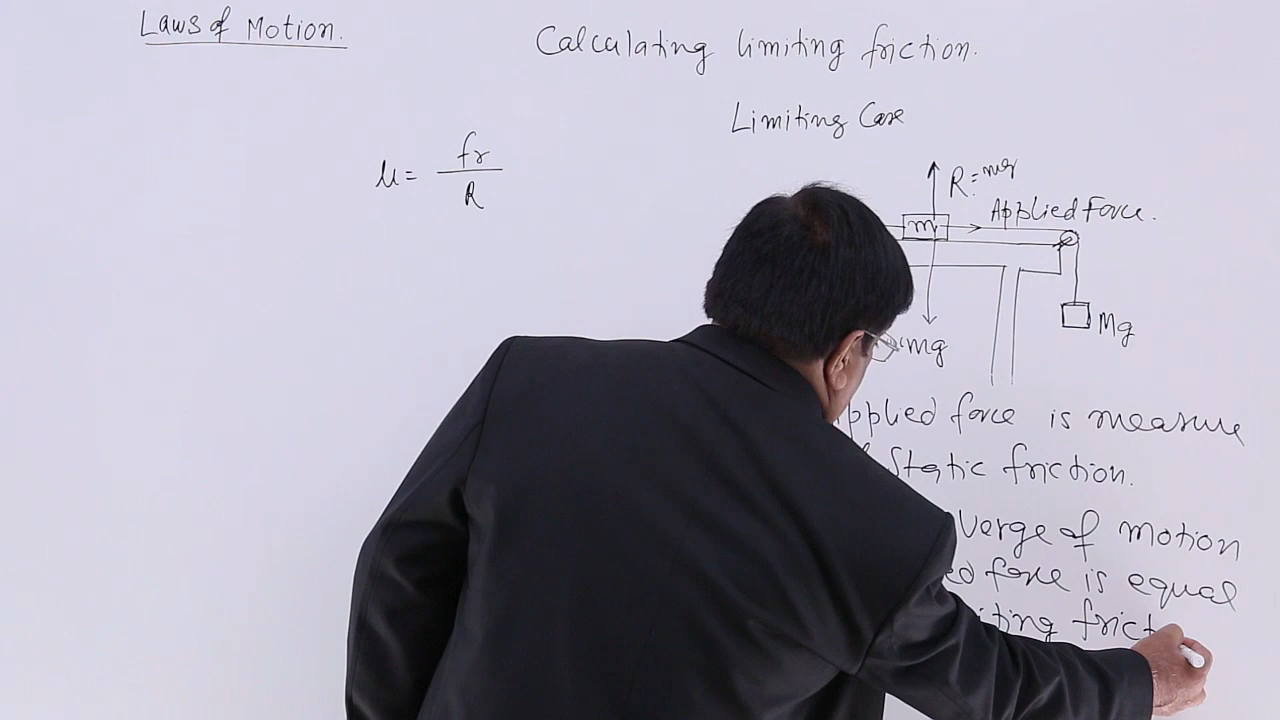 Laws of Motion.
Calculating limiting friction.
Limiting Case
μ = fr / R
R = mg
Applied Force.
m
mg
Mg
applied force is measure
Static friction.
verge of motion
force is equal